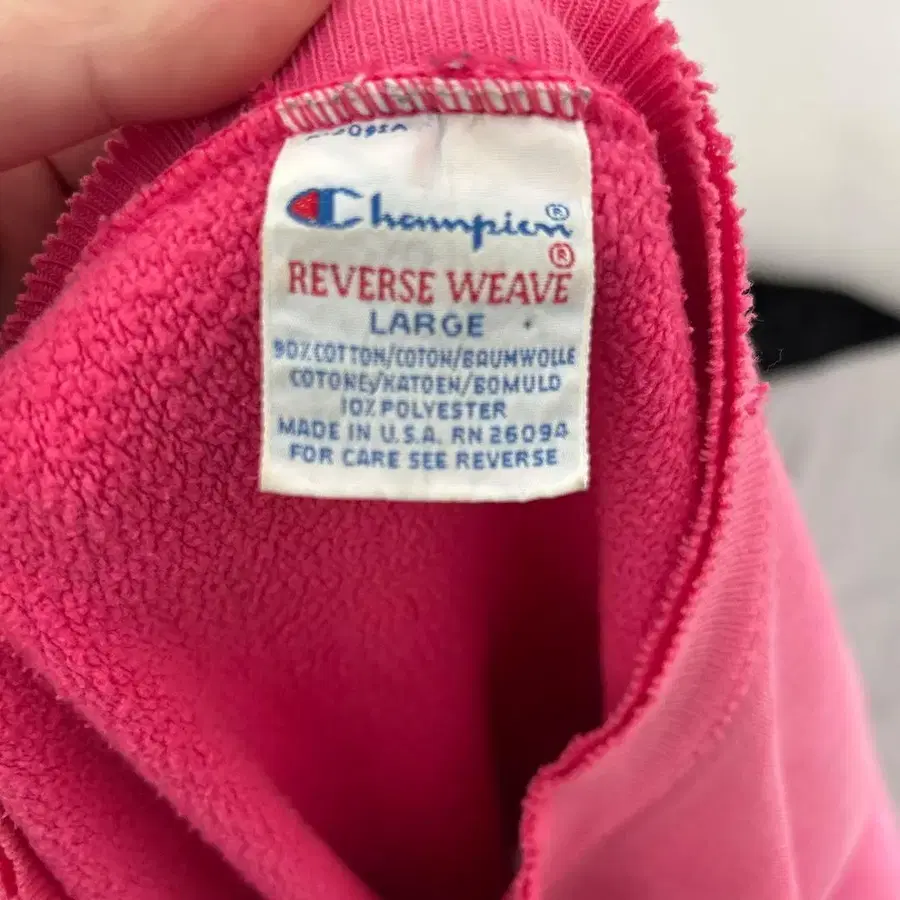 Champion®
®
REVERSE WEAVE
LARGE
90% COTTON/COTON/BAUMWOLLE
COTONE/KATOEN/BOMULD
10% POLYESTER
MADE IN U.S.A. RN 26094
FOR CARE SEE REVERSE